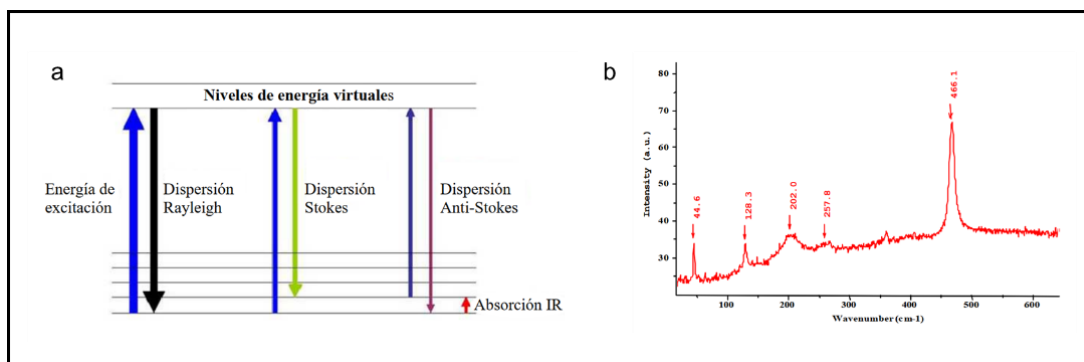 a
Niveles de energía virtuales
Energía de
excitación
Dispersión
Rayleigh
Dispersión
Stokes
Dispersión
Anti-Stokes
Absorción IR
b
Intensity (a.u.)
80
70
60
50
40
30
44.6
128.3
202.0
257.8
466.1
100
200
300
400
500
600
Wavenumber (cm-1)